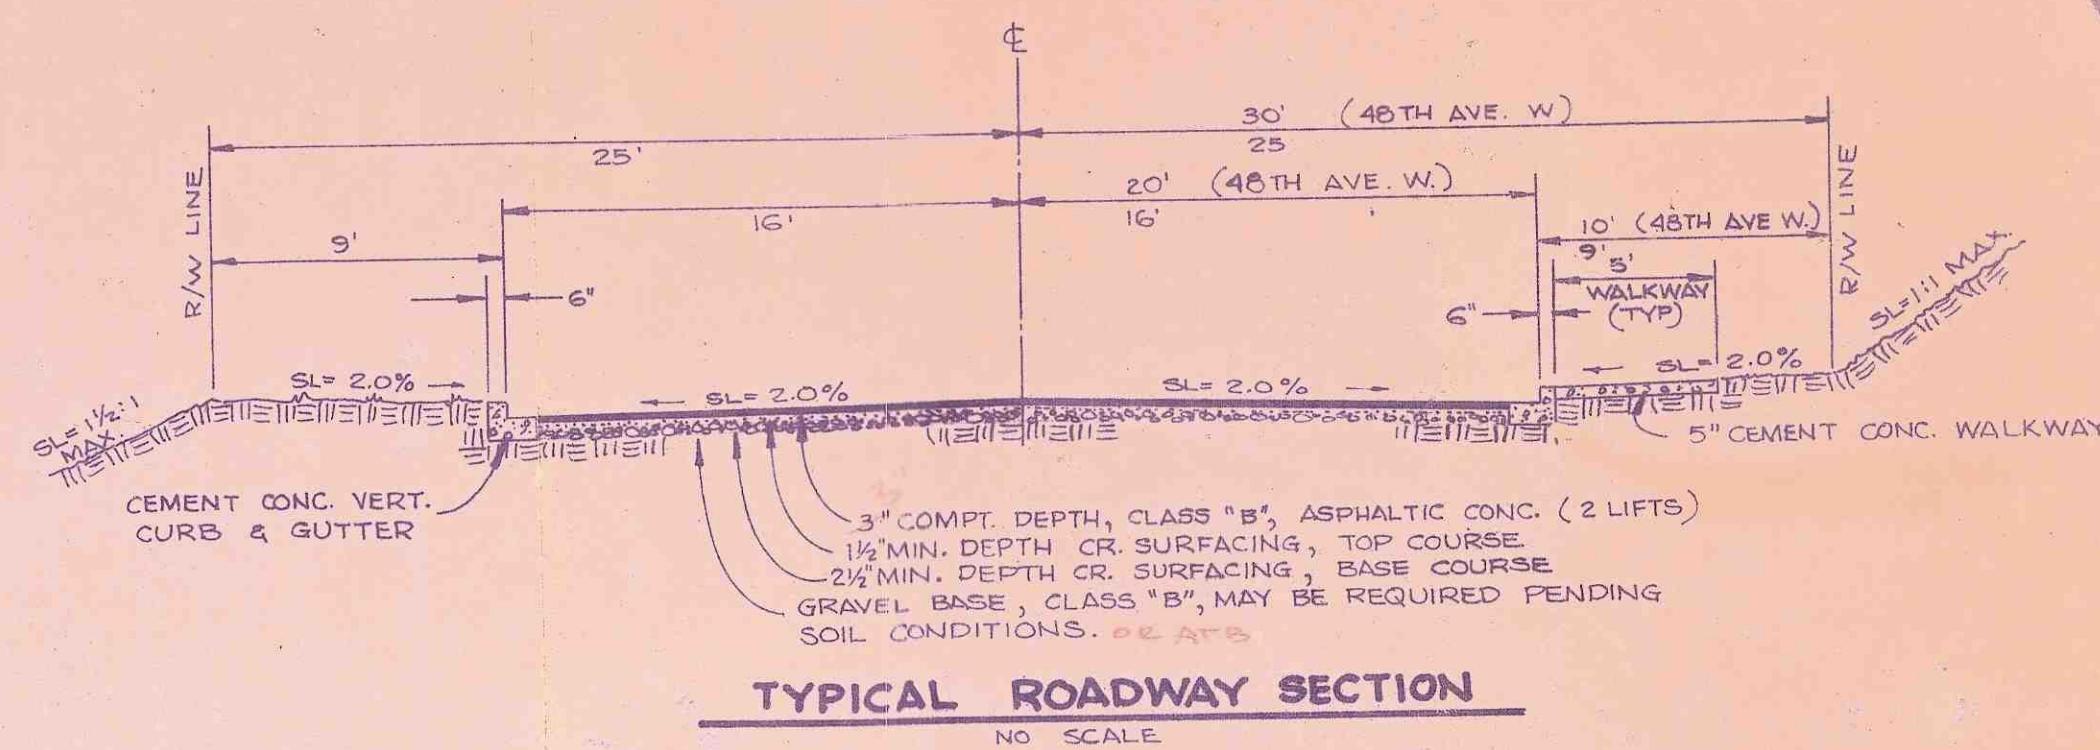 ℄
30' (48TH AVE. W)
25'
25
20' (48TH AVE. W.)
16'
16'
10' (48TH AVE W.)
9'
9'
5'
WALKWAY
(TYP)
6"
6"
R/W LINE
R/W LINE
SL=1:1 MAX.
SL= 2.0%
SL= 2.0%
SL= 2.0%
SL= 2.0%
SL= 1½:1
MAX
5" CEMENT CONC. WALKWAY
CEMENT CONC. VERT.
CURB & GUTTER
3" COMPT. DEPTH, CLASS "B", ASPHALTIC CONC. (2 LIFTS)
1½" MIN. DEPTH CR. SURFACING, TOP COURSE
2½" MIN. DEPTH CR. SURFACING, BASE COURSE
GRAVEL BASE, CLASS "B", MAY BE REQUIRED PENDING
SOIL CONDITIONS. OR ATB
TYPICAL ROADWAY SECTION
NO SCALE